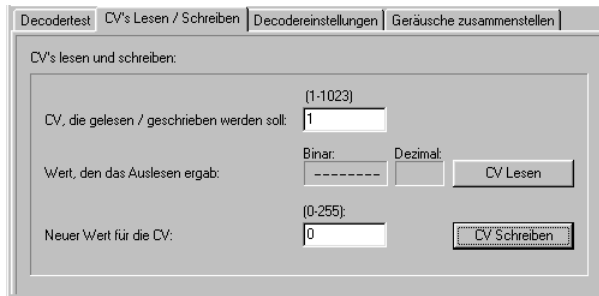 Decodertest CV's Lesen / Schreiben Decodereinstellungen Geräusche zusammenstellen
CV's lesen und schreiben:
(1-1023)
CV, die gelesen / geschrieben werden soll: 1
Binar: Dezimal:
Wert, den das Auslesen ergab: -------- CV Lesen
(0-255):
Neuer Wert für die CV: 0 CV Schreiben